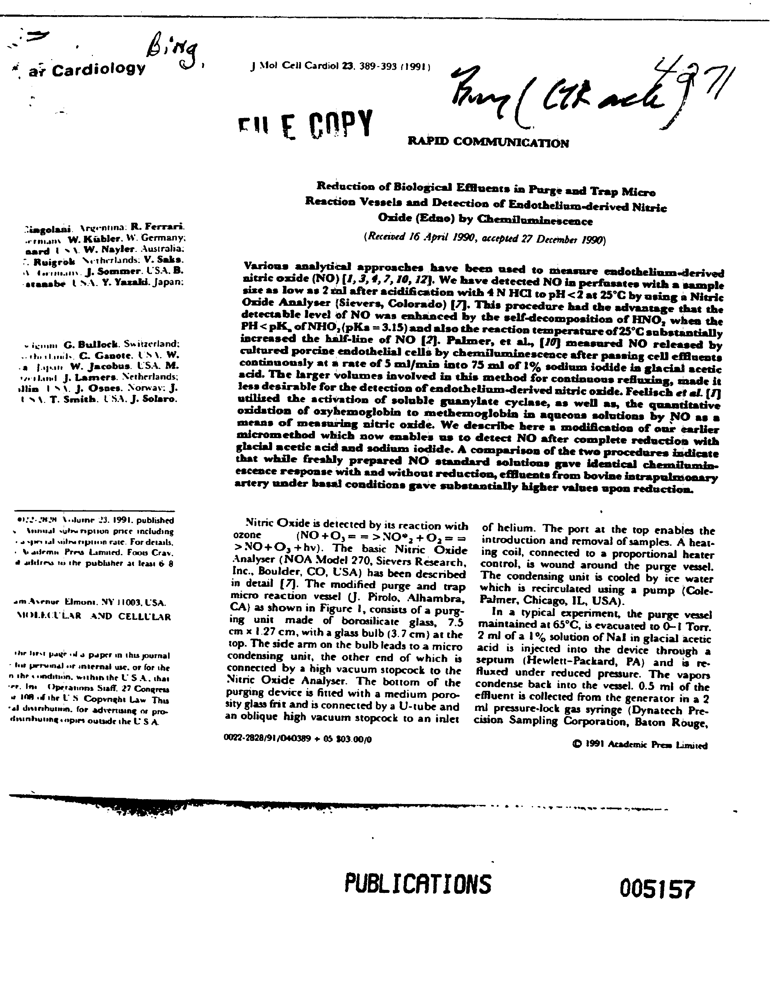 Bing,
ar Cardiology
J Mol Cell Cardiol 23, 389-393 (1991)
4971
FILE COPY
RAPID COMMUNICATION
Reduction of Biological Effluents in Purge and Trap Micro
Reaction Vessels and Detection of Endothelium-derived Nitric
Oxide (Edno) by Chemiluminescence
(Received 16 April 1990, accepted 27 December 1990)
Various analytical approaches have been used to measure endothelium-derived
nitric oxide (NO) [1, 3, 4, 7, 10, 12]. We have detected NO in perfusates with a sample
size as low as 2 ml after acidification with 4 N HCl to pH < 2 at 25°C by using a Nitric
Oxide Analyser (Sievers, Colorado) [7]. This procedure had the advantage that the
detectable level of NO was enhanced by the self-decomposition of HNO₂ when the
PH < pKₐ of NHO₂ (pKa = 3.15) and also the reaction temperature of 25°C substantially
increased the half-line of NO [2]. Palmer, et al., [10] measured NO released by
cultured porcine endothelial cells by chemiluminescence after passing cell effluents
continuously at a rate of 5 ml/min into 75 ml of 1% sodium iodide in glacial acetic
acid. The larger volumes involved in this method for continuous refluxing, made it
less desirable for the detection of endothelium-derived nitric oxide. Feelisch et al. [1]
utilized the activation of soluble guanylate cyclase, as well as, the quantitative
oxidation of oxyhemoglobin to methemoglobin in aqueous solutions by NO as a
means of measuring nitric oxide. We describe here a modification of our earlier
micromethod which now enables us to detect NO after complete reduction with
glacial acetic acid and sodium iodide. A comparison of the two procedures indicate
that while freshly prepared NO standard solutions gave identical chemilumin-
escence response with and without reduction, effluents from bovine intrapulmonary
artery under basal conditions gave substantially higher values upon reduction.
Cingolani, Argentina; R. Ferrari,
ermany W. Kübler, W. Germany;
nard U.S.A. W. Nayler, Australia;
Ruigrok Netherlands; V. Saks,
W. Germany, J. Sommer, U.S.A. B.
atanabe U.S.A. Y. Yazaki, Japan;
G. Bullock, Switzerland;
C. Ganote, U.S.A. W.
Japan W. Jacobus, USA. M.
J. Lamers, Netherlands;
U.S.A. J. Osnes, Norway; J.
U.S.A. T. Smith, USA. J. Solaro.
0022-2828 Volume 23, 1991, published
Annual subscription price including
a special subscription rate. For details,
Academic Press Limited, Foots Cray,
address to the publisher at least 6-8
am Avenue Elmont, NY 11003, USA.
MOLECULAR AND CELLULAR
the first page of a paper in this journal
for personal or internal use, or for the
n the condition, within the U.S.A., that
er, Inc. Operations Staff, 27 Congress
108 of the U.S. Copyright Law This
al distribution, for advertising or pro-
distributing copies outside the U.S.A.
Nitric Oxide is detected by its reaction with
ozone (NO + O₃ = = > NO*₂ + O₂ = =
> NO + O₃ + hv). The basic Nitric Oxide
Analyser (NOA Model 270, Sievers Research,
Inc., Boulder, CO, USA) has been described
in detail [7]. The modified purge and trap
micro reaction vessel (J. Pirolo, Alhambra,
CA) as shown in Figure 1, consists of a purg-
ing unit made of borosilicate glass, 7.5
cm × 1.27 cm, with a glass bulb (3.7 cm) at the
top. The side arm on the bulb leads to a micro
condensing unit, the other end of which is
connected by a high vacuum stopcock to the
Nitric Oxide Analyser. The bottom of the
purging device is fitted with a medium poro-
sity glass frit and is connected by a U-tube and
an oblique high vacuum stopcock to an inlet
of helium. The port at the top enables the
introduction and removal of samples. A heat-
ing coil, connected to a proportional heater
control, is wound around the purge vessel.
The condensing unit is cooled by ice water
which is recirculated using a pump (Cole-
Palmer, Chicago, IL, USA).
In a typical experiment, the purge vessel
maintained at 65°C, is evacuated to 0–1 Torr.
2 ml of a 1% solution of NaI in glacial acetic
acid is injected into the device through a
septum (Hewlett-Packard, PA) and is re-
fluxed under reduced pressure. The vapors
condense back into the vessel. 0.5 ml of the
effluent is collected from the generator in a 2
ml pressure-lock gas syringe (Dynatech Pre-
cision Sampling Corporation, Baton Rouge,
0022-2828/91/040389 + 05 $03.00/0
© 1991 Academic Press Limited
PUBLICATIONS
005157